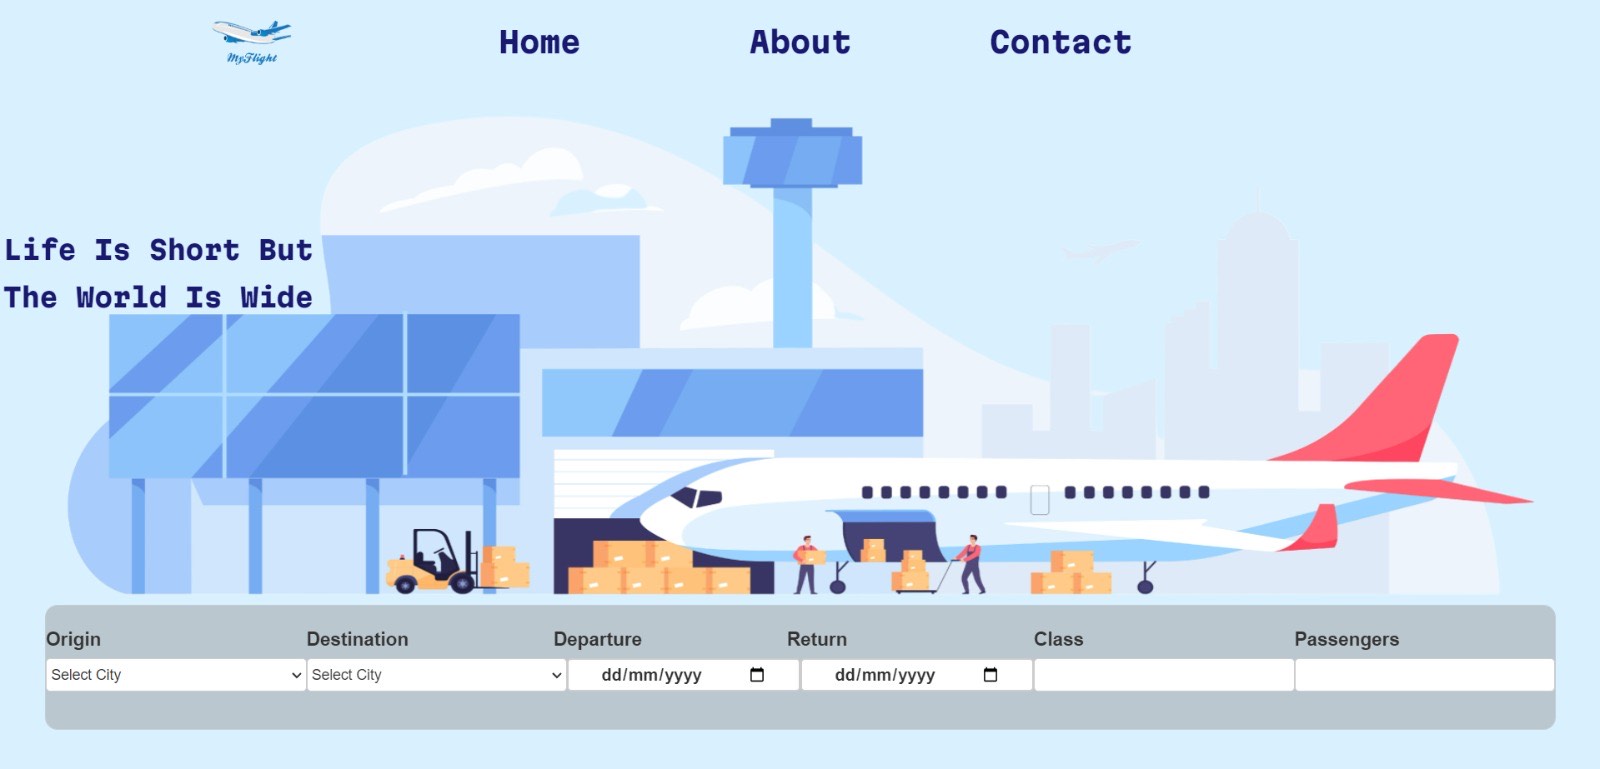 MyFlight
Home About Contact
Life Is Short But
The World Is Wide
Origin Destination Departure Return Class Passengers
Select City Select City dd/mm/yyyy dd/mm/yyyy